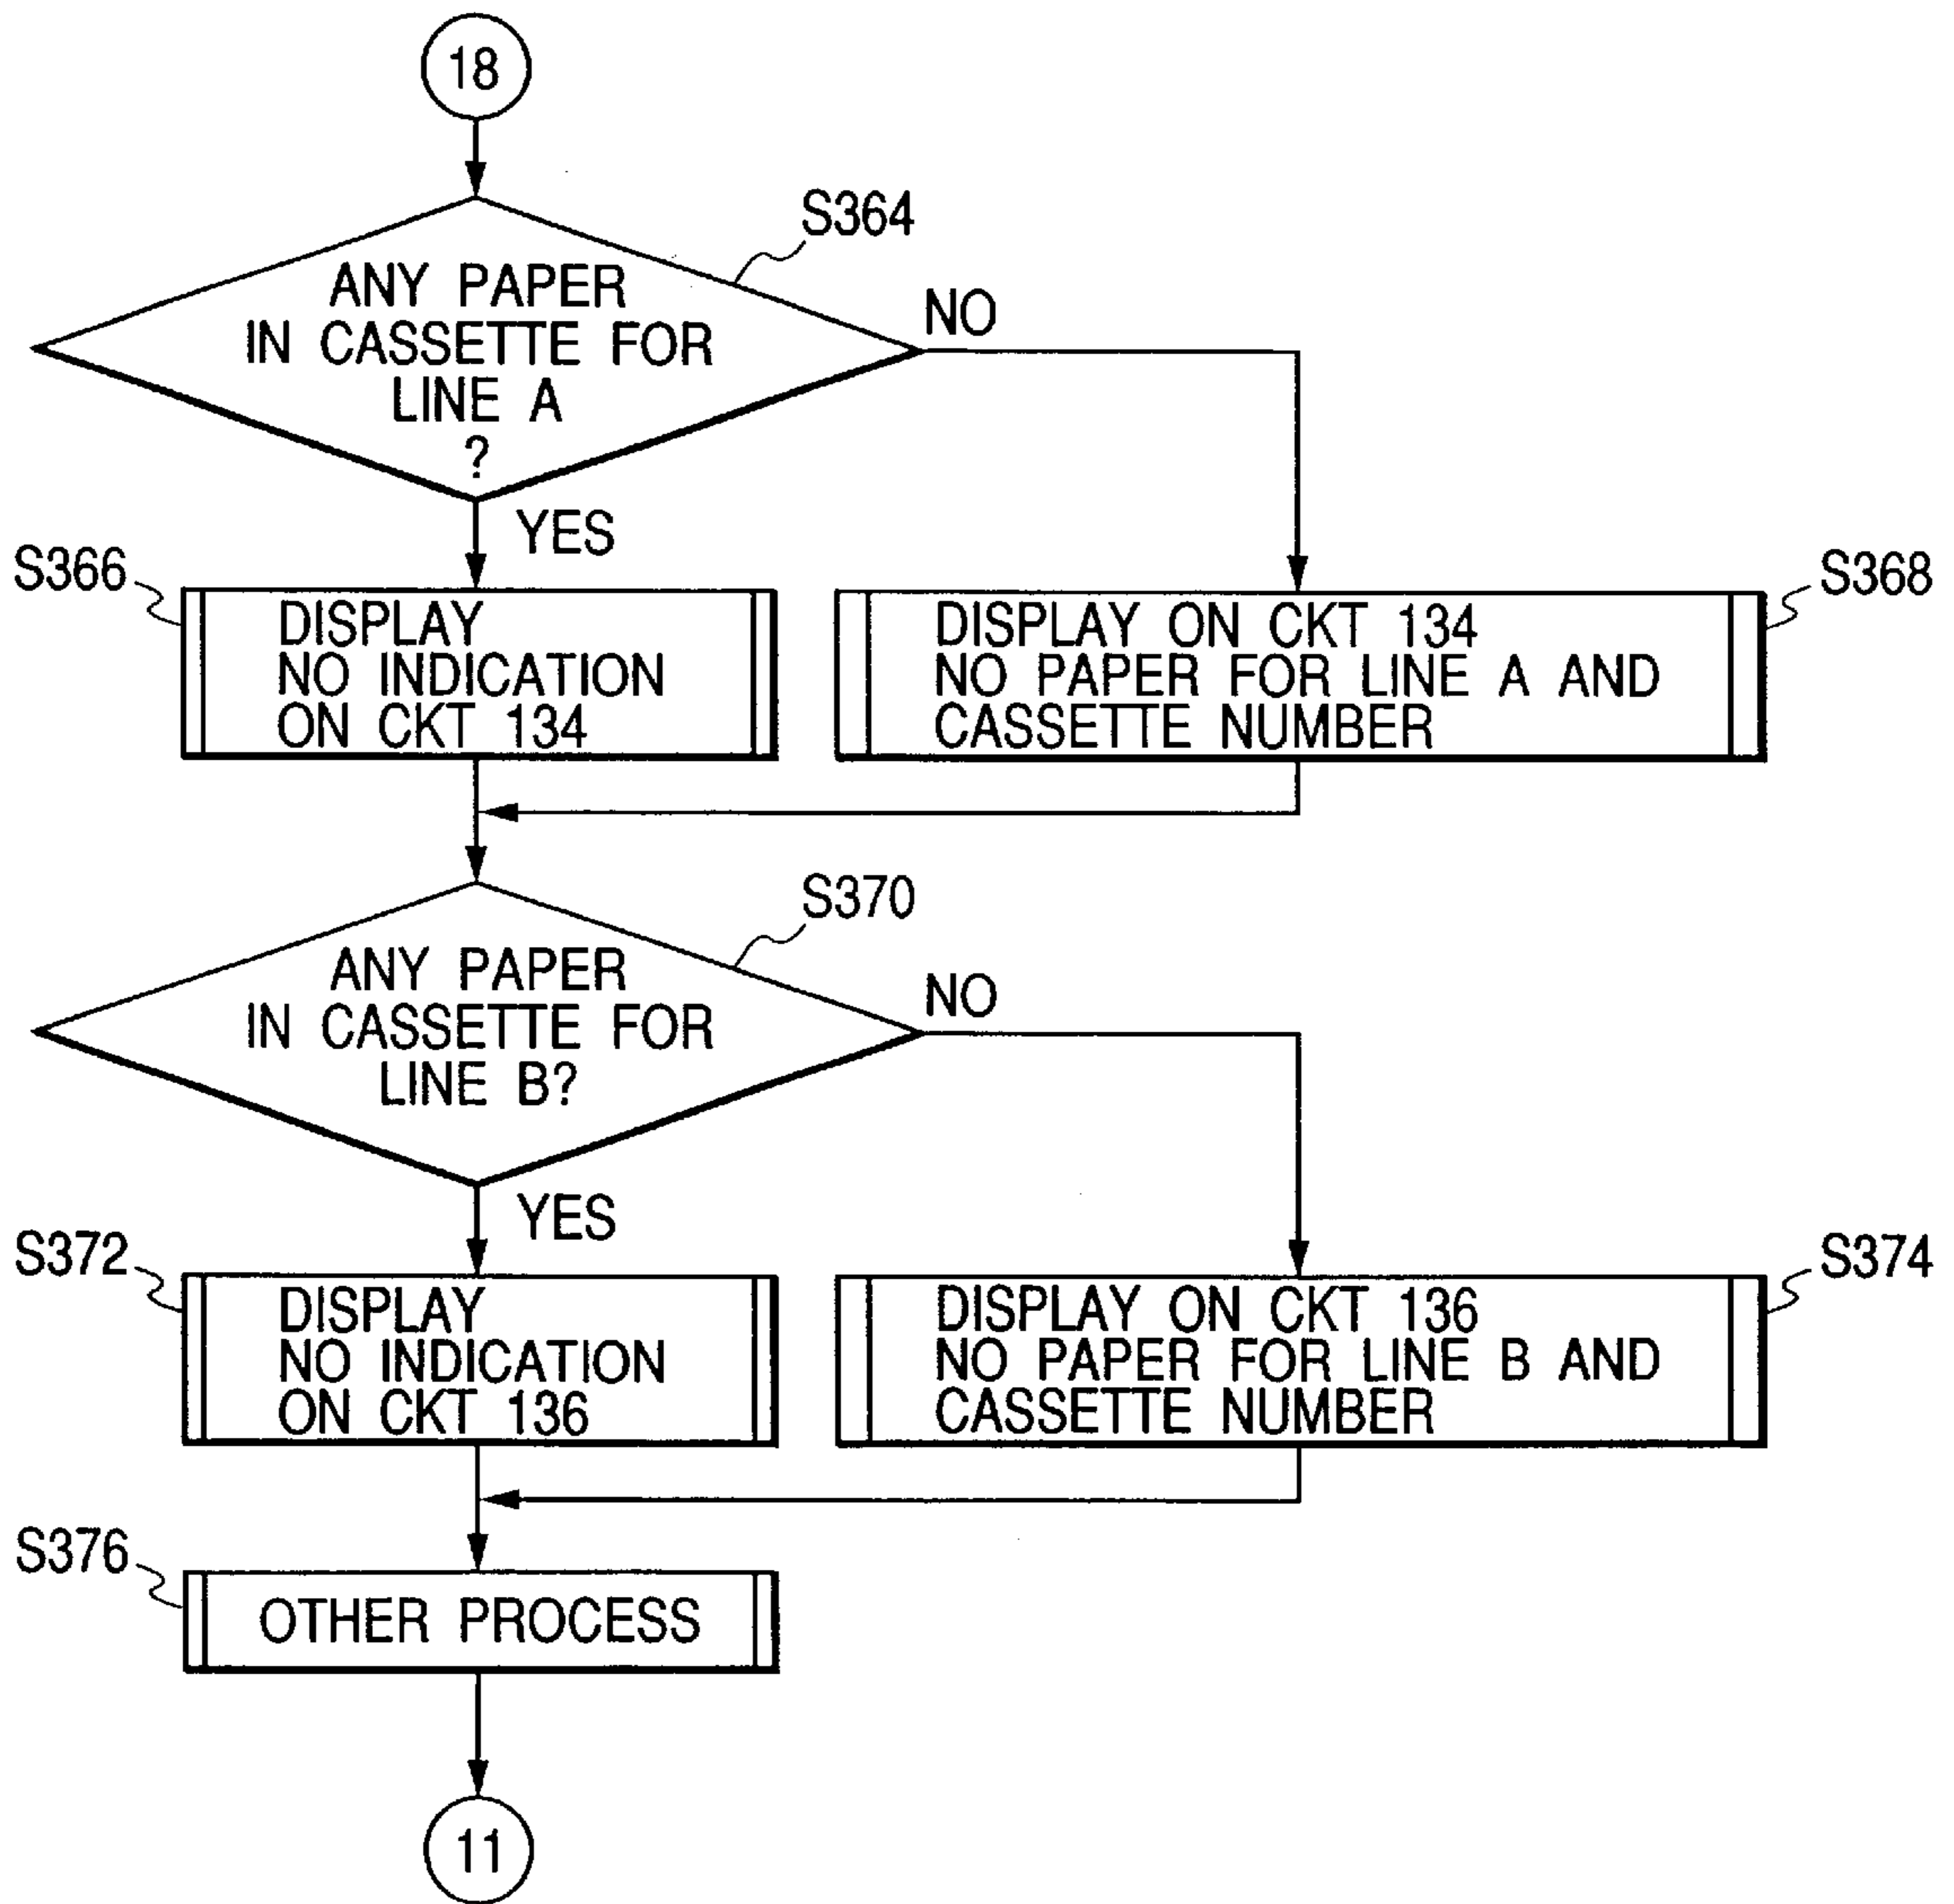 18
S364
ANY PAPER
IN CASSETTE FOR
LINE A
?
NO
YES
S366
DISPLAY
NO INDICATION
ON CKT 134
S368
DISPLAY ON CKT 134
NO PAPER FOR LINE A AND
CASSETTE NUMBER
S370
ANY PAPER
IN CASSETTE FOR
LINE B?
NO
YES
S372
DISPLAY
NO INDICATION
ON CKT 136
S374
DISPLAY ON CKT 136
NO PAPER FOR LINE B AND
CASSETTE NUMBER
S376
OTHER PROCESS
11